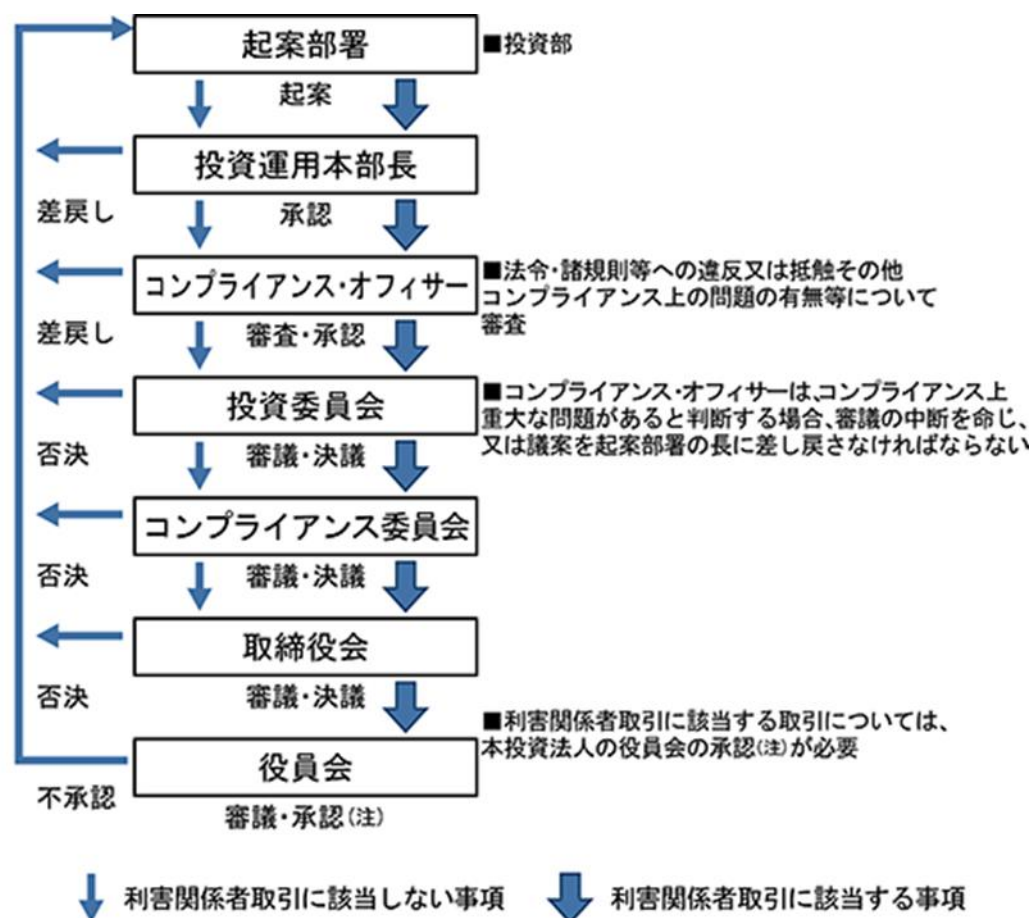 起案部署
■投資部
起案
投資運用本部長
差戻し
承認
コンプライアンス・オフィサー
■法令・諸規則等への違反又は抵触その他
コンプライアンス上の問題の有無等について
審査
差戻し
審査・承認
投資委員会
■コンプライアンス・オフィサーは、コンプライアンス上
重大な問題があると判断する場合、審議の中断を命じ、
又は議案を起案部署の長に差し戻さなければならない
否決
審議・決議
コンプライアンス委員会
否決
審議・決議
取締役会
否決
審議・決議
■利害関係者取引に該当する取引については、
本投資法人の役員会の承認(注)が必要
役員会
不承認
審議・承認(注)
利害関係者取引に該当しない事項
利害関係者取引に該当する事項